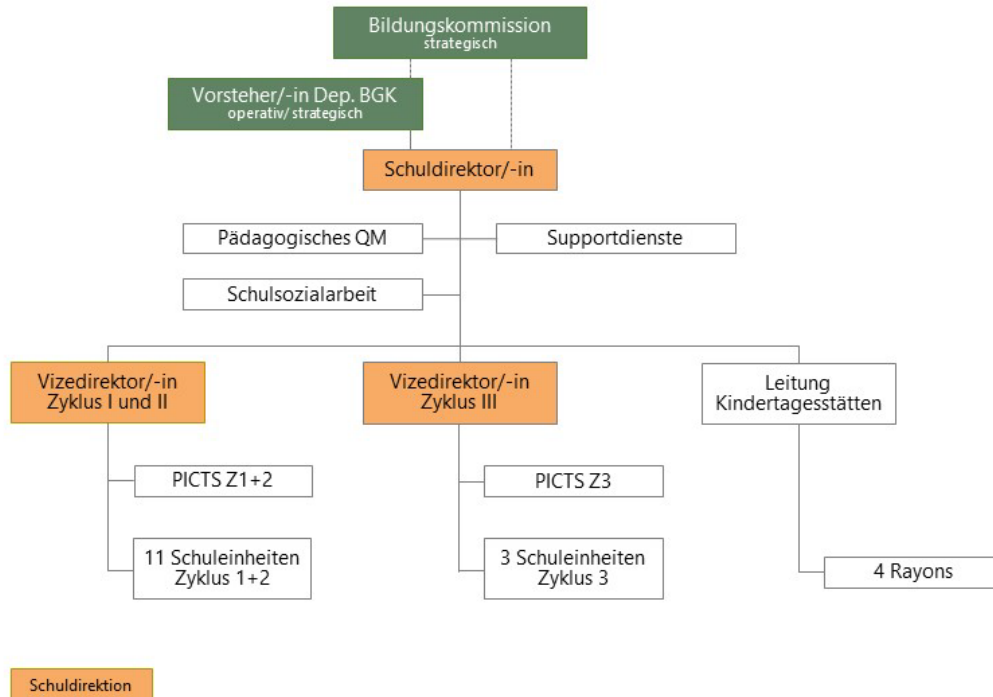 Bildungskommission
strategisch
Vorsteher/-in Dep. BGK
operativ/ strategisch
Schuldirektor/-in
Pädagogisches QM
Supportdienste
Schulsozialarbeit
Vizedirektor/-in
Zyklus I und II
Vizedirektor/-in
Zyklus III
Leitung
Kindertagesstätten
PICTS Z1+2
PICTS Z3
11 Schuleinheiten
Zyklus 1+2
3 Schuleinheiten
Zyklus 3
4 Rayons
Schuldirektion